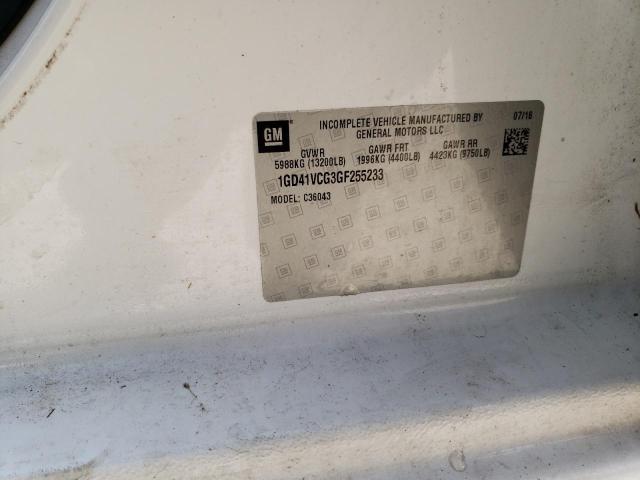 GM
INCOMPLETE VEHICLE MANUFACTURED BY
GENERAL MOTORS LLC
07/16
GVWR GAWR FRT GAWR RR
5988KG (13200LB) 1996KG (4400LB) 4423KG (9750LB)
1GD41VCG3GF255233
MODEL: C36043